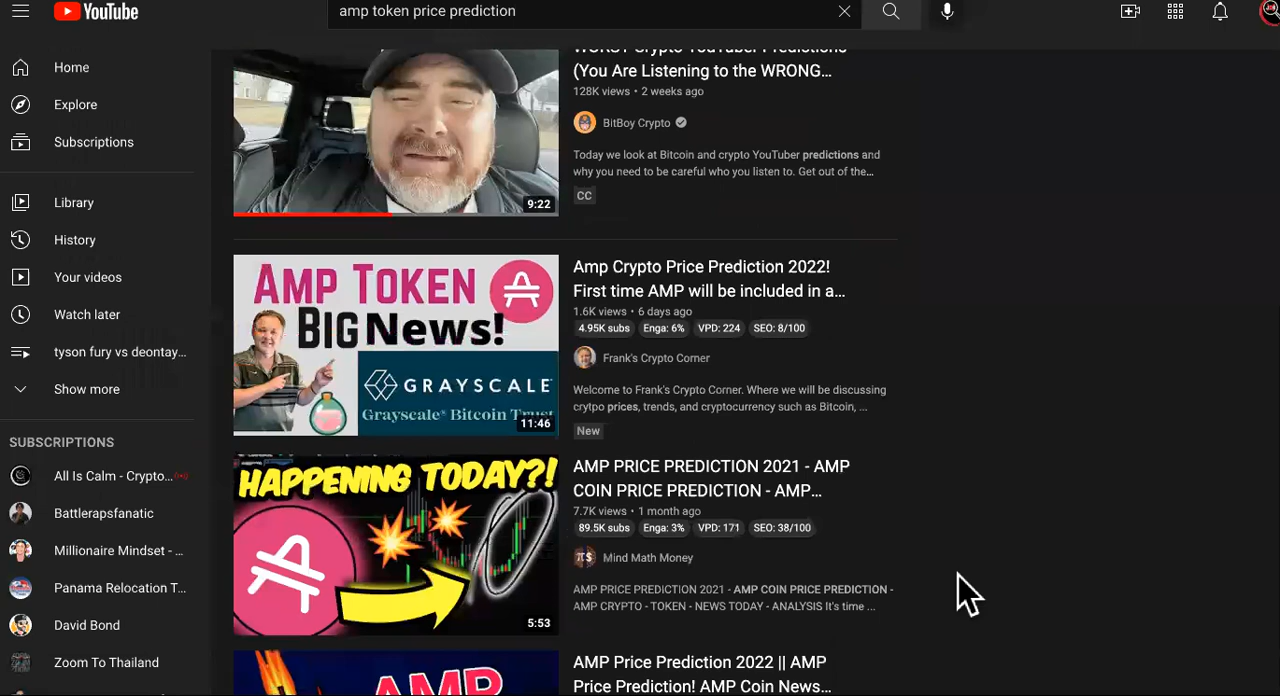 YouTube
amp token price prediction
Home
Explore
Subscriptions
Library
History
Your videos
Watch later
tyson fury vs deontay...
Show more
SUBSCRIPTIONS
All Is Calm - Crypto...
Battlerapsfanatic
Millionaire Mindset - ...
Panama Relocation T...
David Bond
Zoom To Thailand
9:22
WORST Crypto YouTuber Predictions
(You Are Listening to the WRONG...
128K views • 2 weeks ago
BitBoy Crypto
Today we look at Bitcoin and crypto YouTuber predictions and
why you need to be careful who you listen to. Get out of the...
CC
AMP TOKEN
BIG News!
GRAYSCALE
Grayscale® Bitcoin Trust
11:46
Amp Crypto Price Prediction 2022!
First time AMP will be included in a...
1.6K views • 6 days ago
4.95K subs Enga: 6% VPD: 224 SEO: 8/100
Frank's Crypto Corner
Welcome to Frank's Crypto Corner. Where we will be discussing
crytpo prices, trends, and cryptocurrency such as Bitcoin, ...
New
HAPPENING TODAY?!
5:53
AMP PRICE PREDICTION 2021 - AMP
COIN PRICE PREDICTION - AMP...
7.7K views • 1 month ago
89.5K subs Enga: 3% VPD: 171 SEO: 38/100
Mind Math Money
AMP PRICE PREDICTION 2021 - AMP COIN PRICE PREDICTION -
AMP CRYPTO - TOKEN - NEWS TODAY - ANALYSIS It's time ...
AMP
AMP Price Prediction 2022 || AMP
Price Prediction! AMP Coin News...